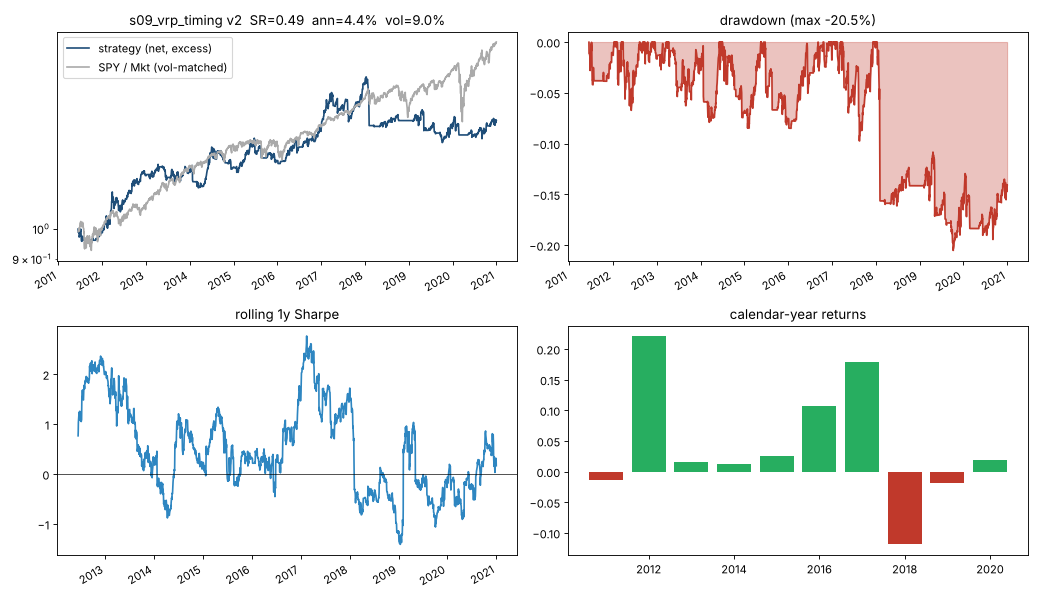 s09_vrp_timing v2  SR=0.49  ann=4.4%  vol=9.0%
strategy (net, excess)
SPY / Mkt (vol-matched)
10⁰
9 × 10⁻¹
2011 2012 2013 2014 2015 2016 2017 2018 2019 2020 2021
drawdown (max -20.5%)
0.00
−0.05
−0.10
−0.15
−0.20
2011 2012 2013 2014 2015 2016 2017 2018 2019 2020 2021
rolling 1y Sharpe
2
1
0
−1
2013 2014 2015 2016 2017 2018 2019 2020 2021
calendar-year returns
0.20
0.15
0.10
0.05
0.00
−0.05
−0.10
2012 2014 2016 2018 2020